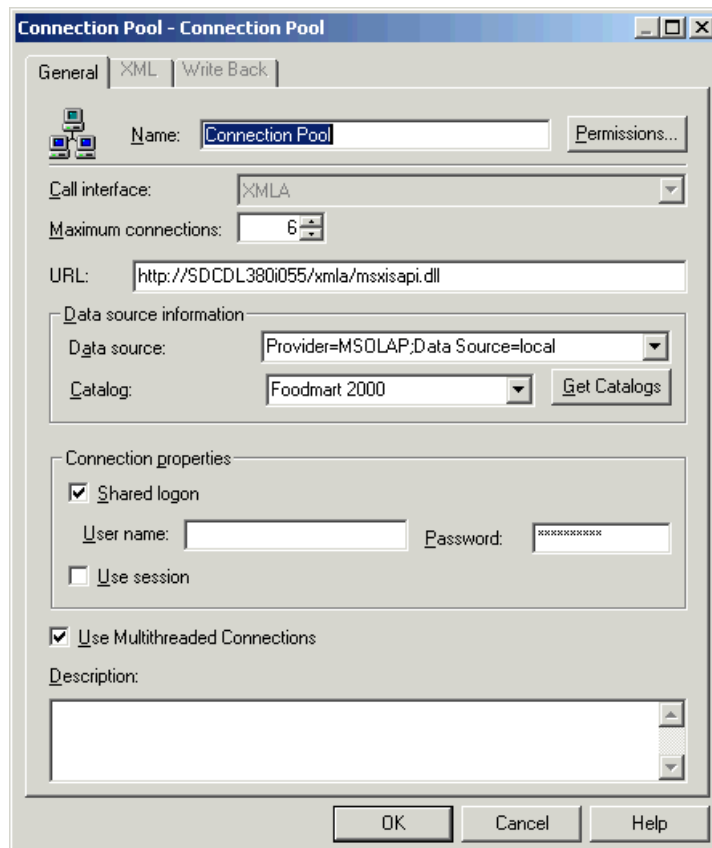 Connection Pool - Connection Pool
General XML Write Back
Name: Connection Pool Permissions...
Call interface: XMLA
Maximum connections: 6
URL: http://SDCDL380i055/xmla/msxisapi.dll
Data source information
Data source: Provider=MSOLAP;Data Source=local
Catalog: Foodmart 2000 Get Catalogs
Connection properties
Shared logon
User name: Password: **********
Use session
Use Multithreaded Connections
Description:
OK Cancel Help